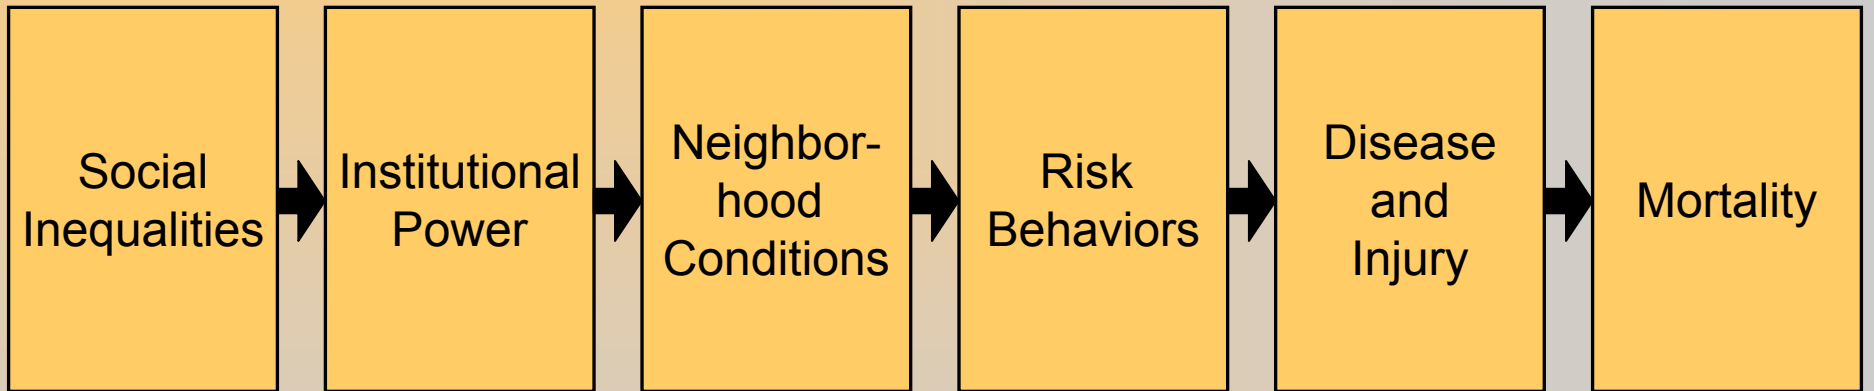 Social
Inequalities
Institutional
Power
Neighbor-
hood
Conditions
Risk
Behaviors
Disease
and
Injury
Mortality